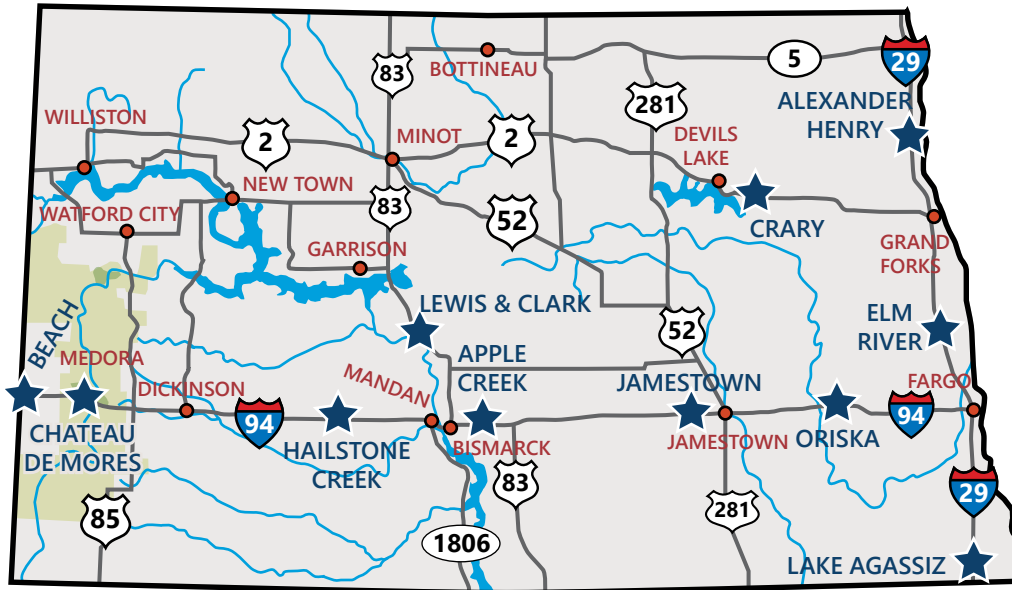 5
29
83
BOTTINEAU
281
ALEXANDER
HENRY
WILLISTON
2
MINOT
2
DEVILS
LAKE
NEW TOWN
83
52
WATFORD CITY
CRARY
GRAND
FORKS
GARRISON
LEWIS & CLARK
52
ELM
RIVER
BEACH
MEDORA
APPLE
CREEK
DICKINSON
MANDAN
JAMESTOWN
FARGO
94
94
CHATEAU
DE MORES
HAILSTONE
CREEK
BISMARCK
JAMESTOWN
ORISKA
83
29
85
281
1806
LAKE AGASSIZ